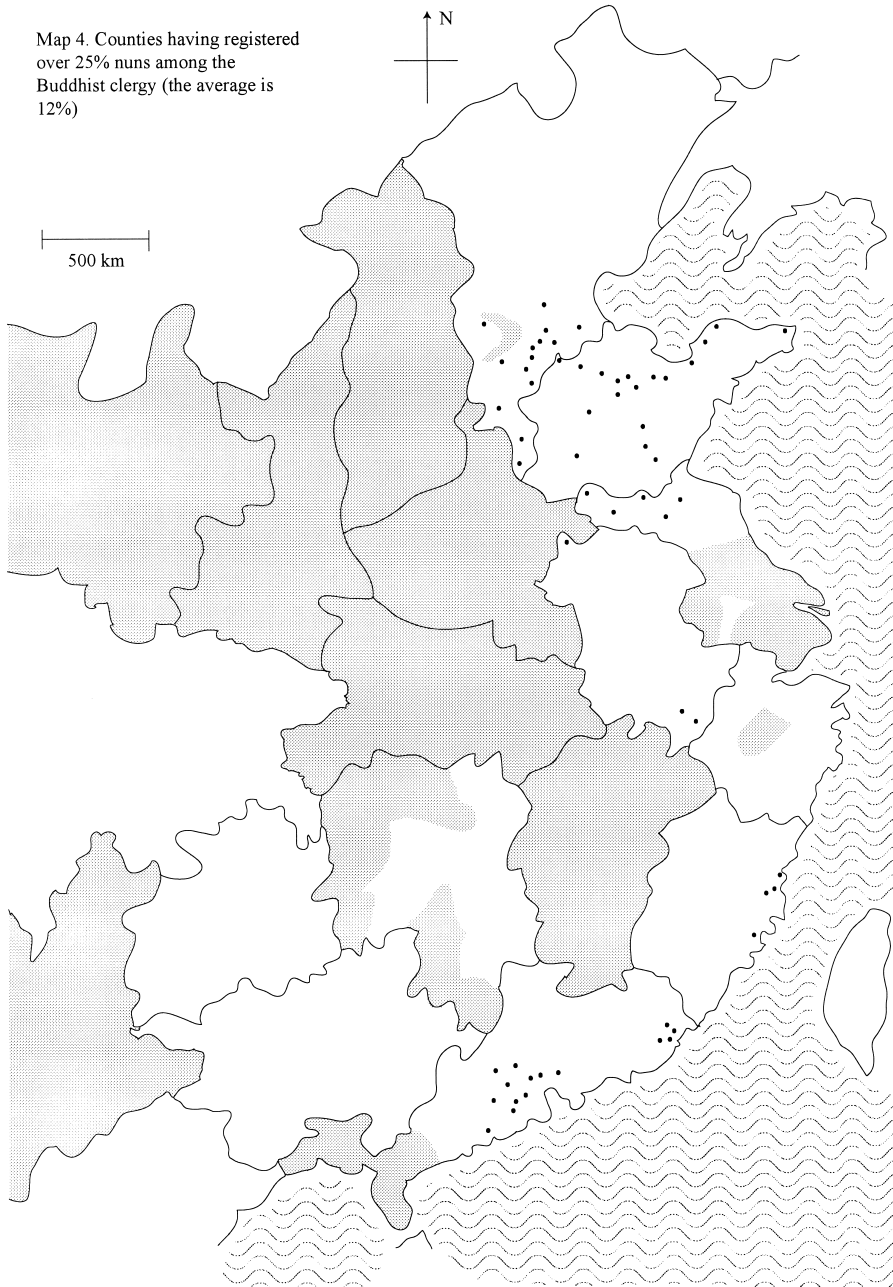 Map 4. Counties having registered
over 25% nuns among the
Buddhist clergy (the average is
12%)
N
500 km